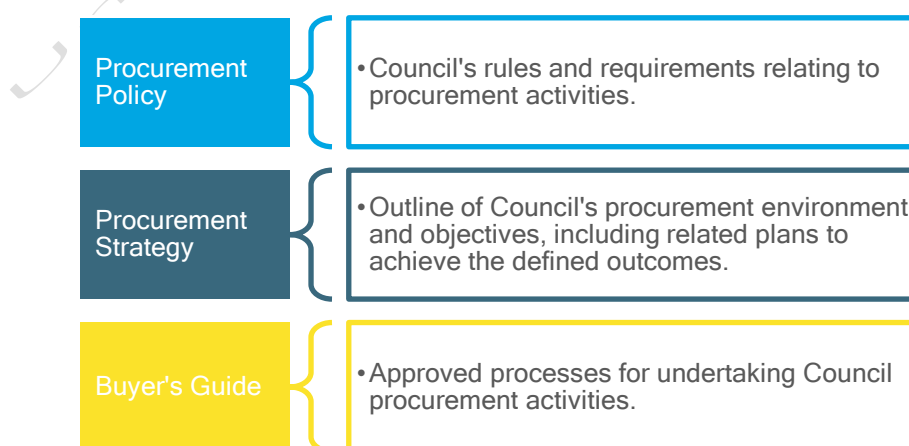 Procurement
Policy
•Council's rules and requirements relating to
procurement activities.
Procurement
Strategy
•Outline of Council's procurement environment
and objectives, including related plans to
achieve the defined outcomes.
Buyer's Guide
•Approved processes for undertaking Council
procurement activities.